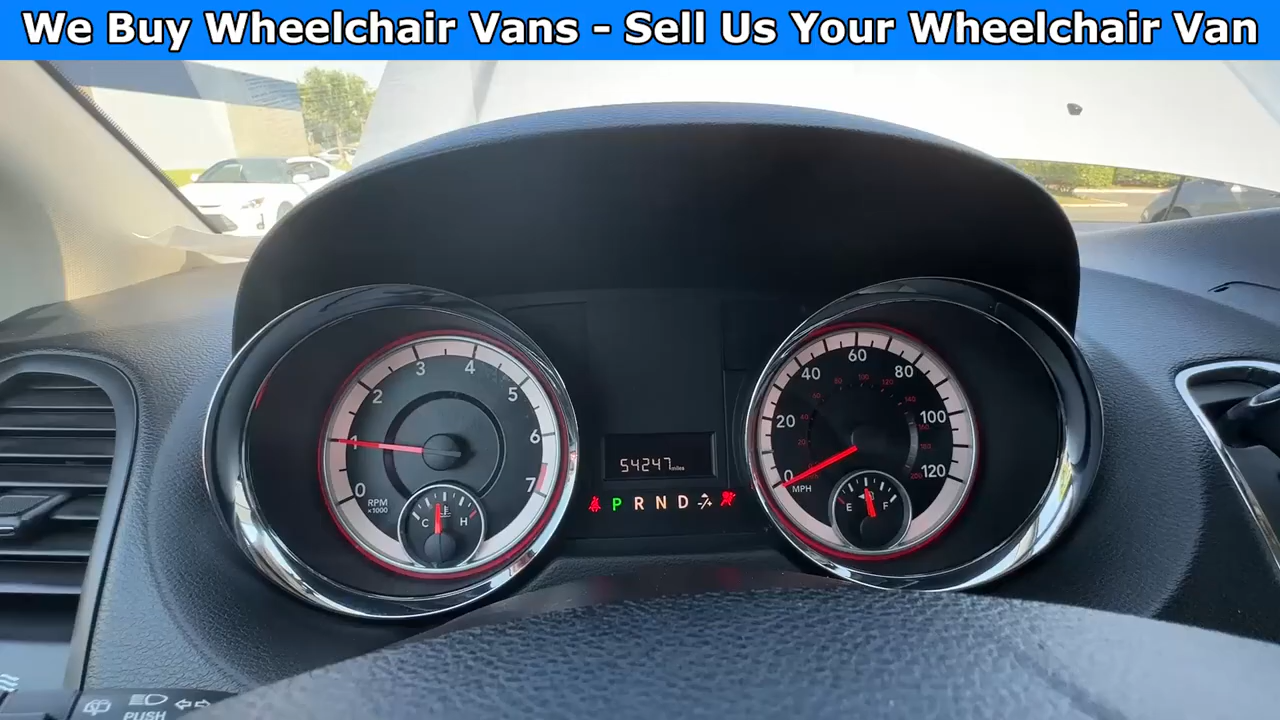 We Buy Wheelchair Vans - Sell Us Your Wheelchair Van
0 1 2 3 4 5 6 7
RPM
×1000
C H
54247 miles
P R N D
0 20 40 60 80 100 120
MPH
E F
PUSH